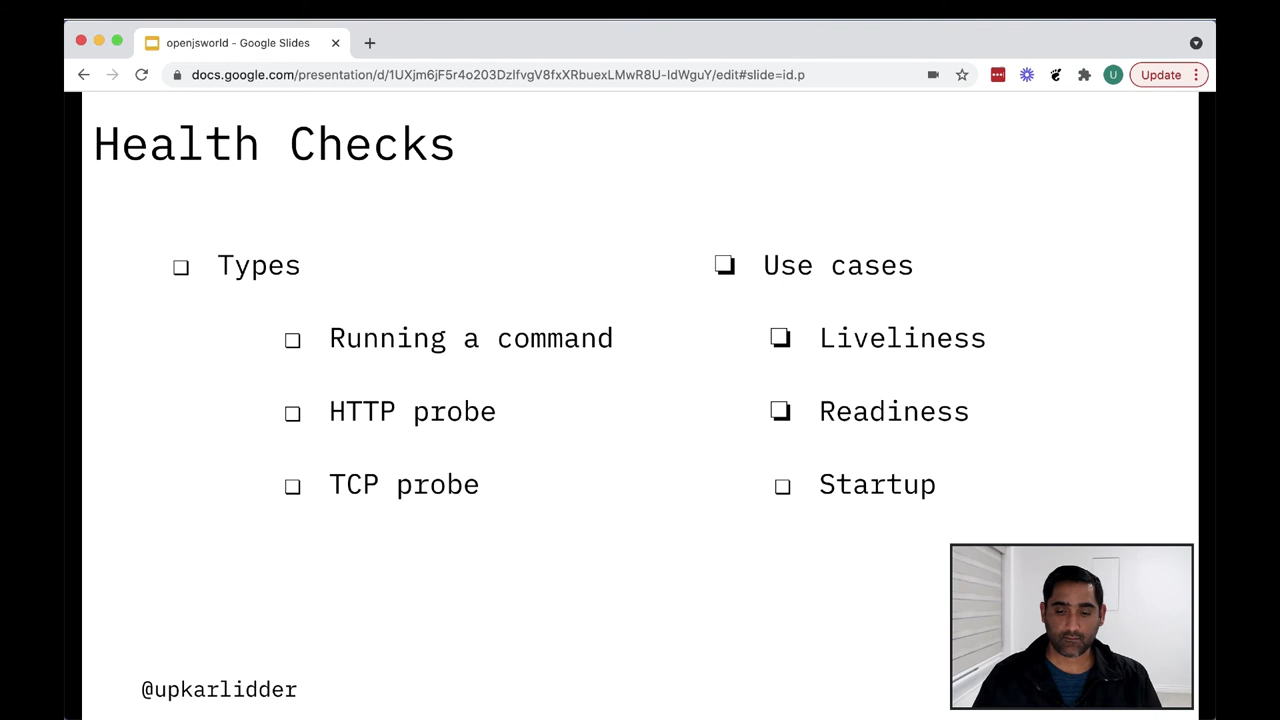 openjsworld - Google Slides
docs.google.com/presentation/d/1UXjm6jF5r4o203DzIfvgV8fxXRbuexLMwR8U-IdWguY/edit#slide=id.p
U
Update
Health Checks
Types
Running a command
HTTP probe
TCP probe
Use cases
Liveliness
Readiness
Startup
@upkarlidder